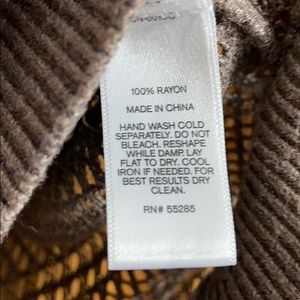 100% RAYON
MADE IN CHINA
HAND WASH COLD
SEPARATELY. DO NOT
BLEACH. RESHAPE
WHILE DAMP. LAY
FLAT TO DRY. COOL
IRON IF NEEDED. FOR
BEST RESULTS DRY
CLEAN.
RN# 55285